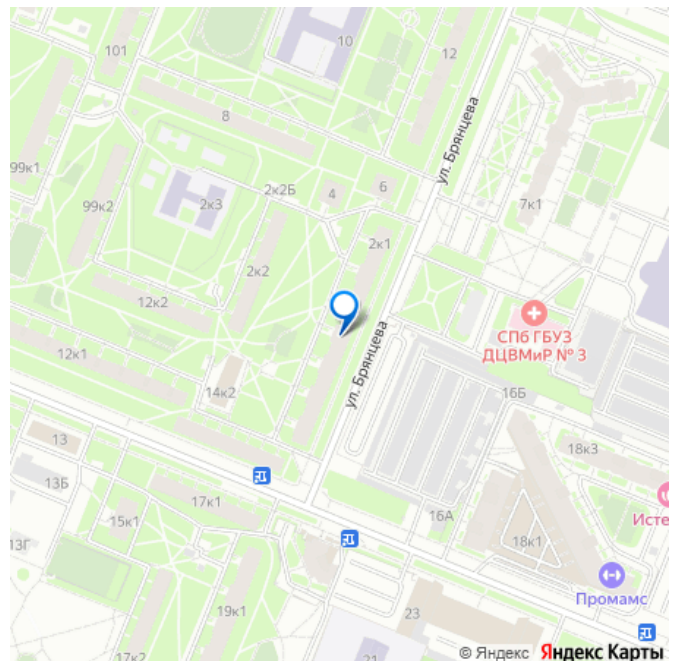 101
10
12
8
ул. Брянцева
99к1
99к2
2к3
2к2Б
4
6
7к1
2к1
2к2
12к2
СПб ГБУЗ
ДЦВМиР № 3
12к1
ул. Брянцева
14к2
16Б
13
18к3
13Б
17к1
15к1
16А
Исте
13Г
18к1
Промамс
19к1
23
17к2
21
© Яндекс Яндекс Карты